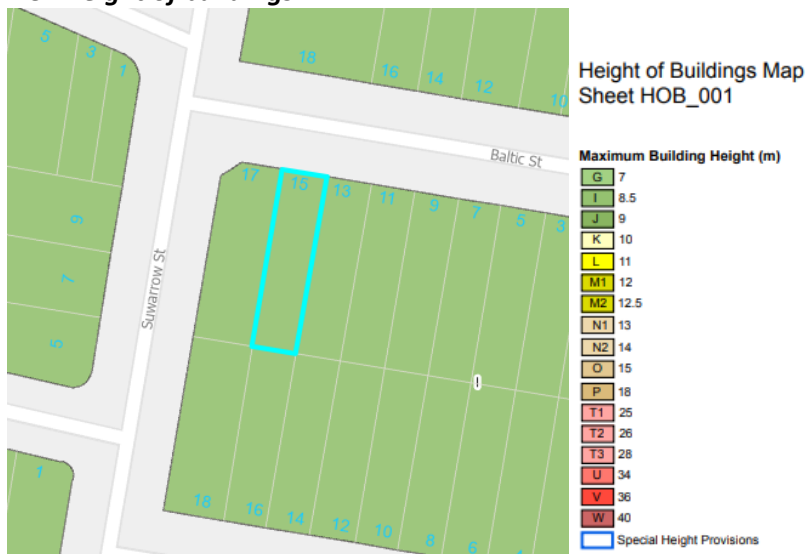 5
3
1
18
16
14
12
10
Baltic St
17
15
13
11
9
7
5
3
9
7
5
Suwarrow St
I
1
18
16
14
12
10
8
6
Height of Buildings Map
Sheet HOB_001
Maximum Building Height (m)
G 7
I 8.5
J 9
K 10
L 11
M1 12
M2 12.5
N1 13
N2 14
O 15
P 18
T1 25
T2 26
T3 28
U 34
V 36
W 40
Special Height Provisions